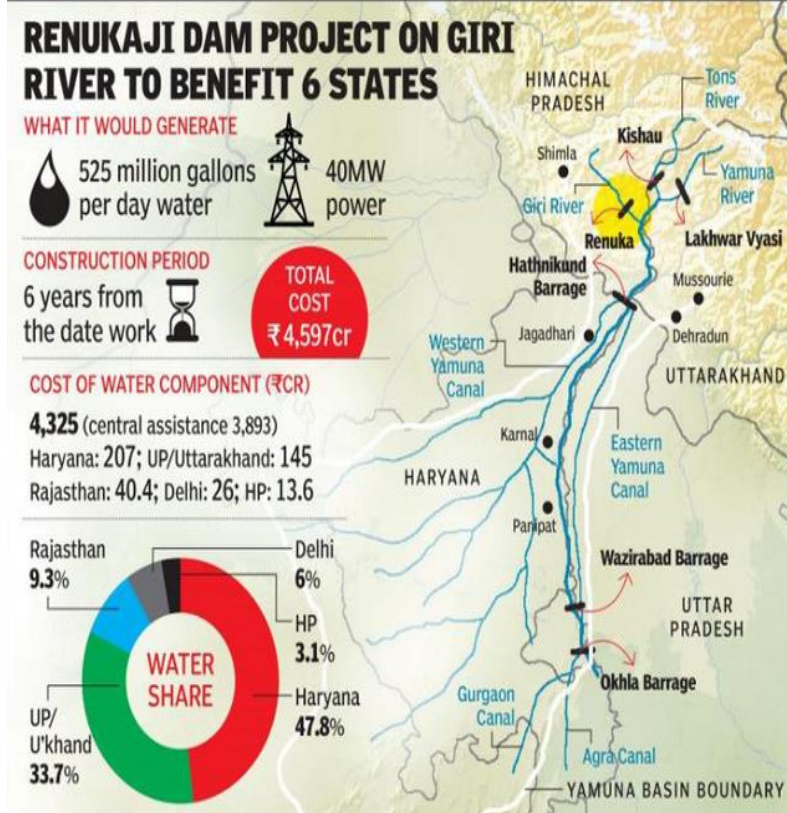 RENUKAJI DAM PROJECT ON GIRI
RIVER TO BENEFIT 6 STATES
WHAT IT WOULD GENERATE
525 million gallons
per day water
40MW
power
CONSTRUCTION PERIOD
6 years from
the date work
TOTAL
COST
₹4,597cr
COST OF WATER COMPONENT (₹CR)
4,325 (central assistance 3,893)
Haryana: 207; UP/Uttarakhand: 145
Rajasthan: 40.4; Delhi: 26; HP: 13.6
Rajasthan
9.3%
Delhi
6%
HP
3.1%
WATER
SHARE
Haryana
47.8%
UP/
U'khand
33.7%
HIMACHAL
PRADESH
Tons
River
Kishau
Shimla
Yamuna
River
Giri River
Renuka
Lakhwar Vyasi
Hathnikund
Barrage
Mussoorie
Jagadhari
Dehradun
Western
Yamuna
Canal
UTTARAKHAND
Karnal
Eastern
Yamuna
Canal
HARYANA
Panipat
Wazirabad Barrage
UTTAR
PRADESH
Okhla Barrage
Gurgaon
Canal
Agra Canal
YAMUNA BASIN BOUNDARY